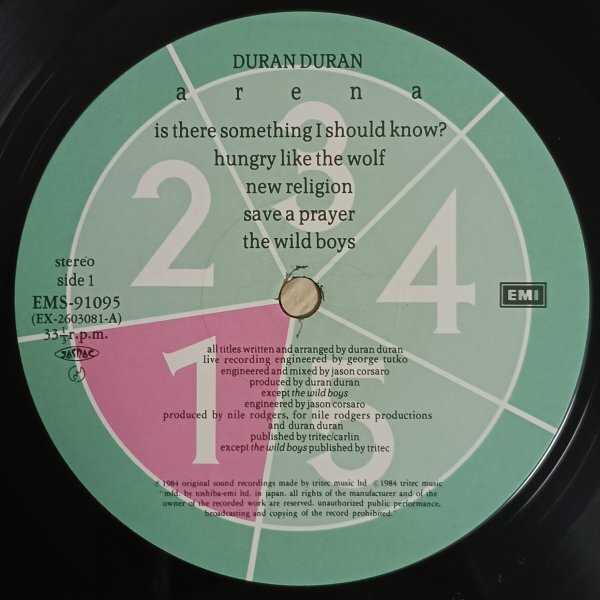 DURAN DURAN
arena
is there something I should know?
hungry like the wolf
new religion
save a prayer
the wild boys
3
2
4
1
5
stereo
side 1
EMS-91095
(EX-2603081-A)
33⅓ r.p.m.
JASRAC
EMI
all titles written and arranged by duran duran
live recording engineered by george tutko
engineered and mixed by jason corsaro
produced by duran duran
except the wild boys
engineered by jason corsaro
produced by nile rodgers, for nile rodgers productions
and duran duran
published by tritec/carlin
except the wild boys published by tritec
℗ 1984 original sound recordings made by tritec music ltd © 1984 tritec music
mfd. by toshiba-emi ltd. in japan. all rights of the manufacturer and of the
owner of the recorded work are reserved. unauthorized public performance,
broadcasting and copying of the record prohibited.